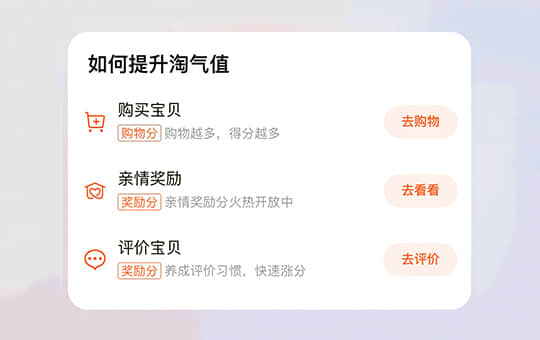 如何提升淘气值
购买宝贝
购物分 购物越多，得分越多
去购物
亲情奖励
奖励分 亲情奖励分火热开放中
去看看
评价宝贝
奖励分 养成评价习惯，快速涨分
去评价